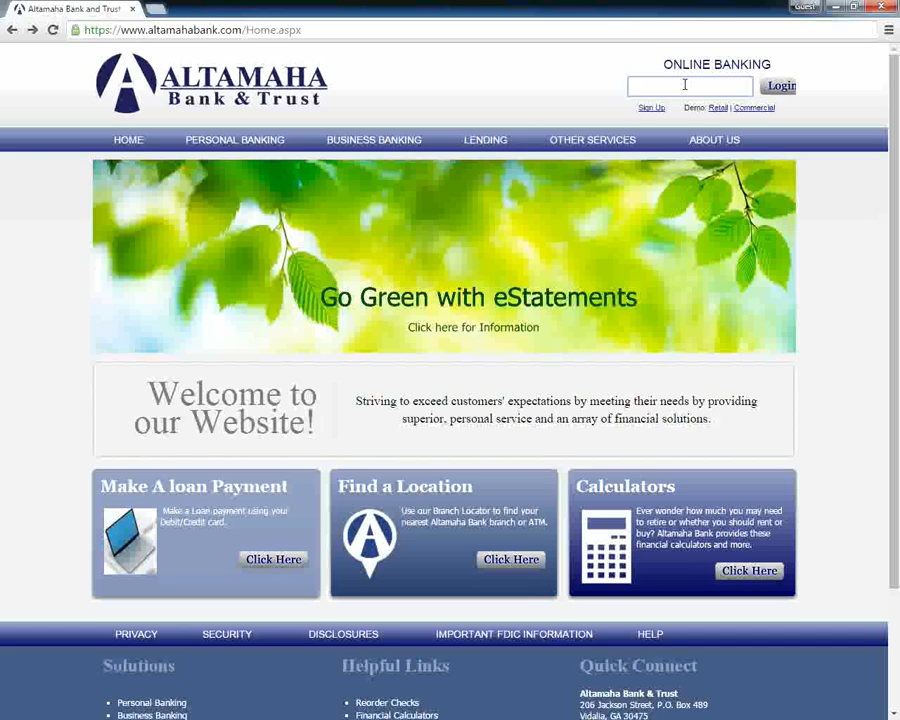 Altamaha Bank and Trust
Guest
https://www.altamahabank.com/Home.aspx
ALTAMAHA
Bank & Trust
ONLINE BANKING
Login
Sign Up Demo: Retail | Commercial
HOME PERSONAL BANKING BUSINESS BANKING LENDING OTHER SERVICES ABOUT US
Go Green with eStatements
Click here for Information
Welcome to
our Website!
Striving to exceed customers' expectations by meeting their needs by providing
superior, personal service and an array of financial solutions.
Make A loan Payment
Make a Loan payment using your
Debit/Credit card.
Click Here
Find a Location
Use our Branch Locator to find your
nearest Altamaha Bank branch or ATM.
Click Here
Calculators
Ever wonder how much you may need
to retire or whether you should rent or
buy? Altamaha Bank provides these
financial calculators and more.
Click Here
PRIVACY SECURITY DISCLOSURES IMPORTANT FDIC INFORMATION HELP
Solutions
Personal Banking
Business Banking
Helpful Links
Reorder Checks
Financial Calculators
Quick Connect
Altamaha Bank & Trust
206 Jackson Street, P.O. Box 489
Vidalia, GA 30475